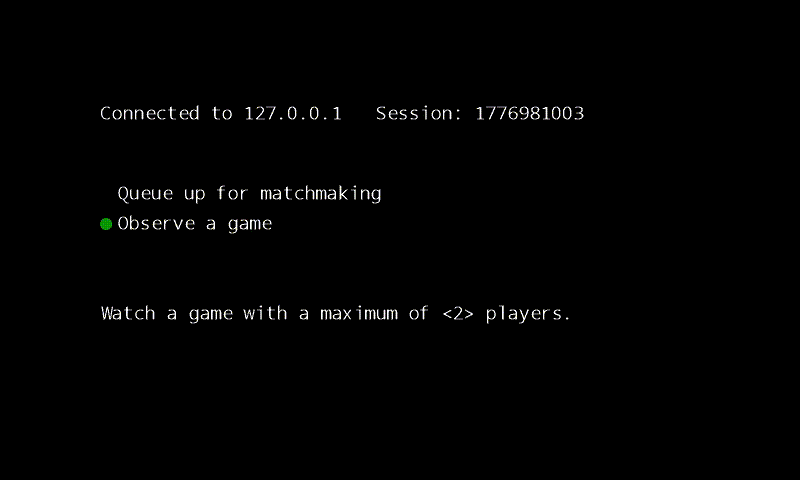 Connected to 127.0.0.1   Session: 1776981003
Queue up for matchmaking
Observe a game
Watch a game with a maximum of <2> players.